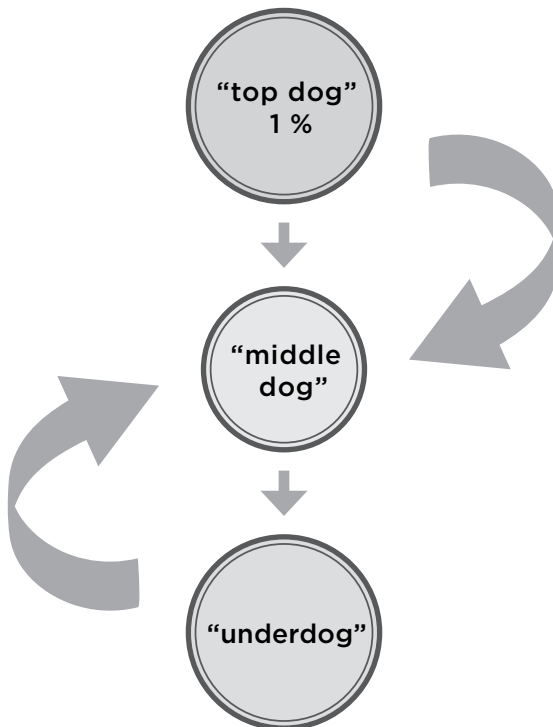 “top dog”
1 %
“middle
dog”
“underdog”